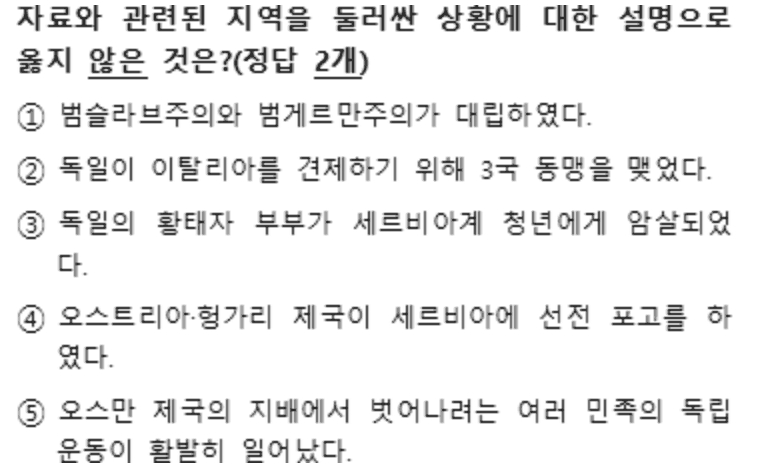 자료와 관련된 지역을 둘러싼 상황에 대한 설명으로
옳지 않은 것은?(정답 2개)
① 범슬라브주의와 범게르만주의가 대립하였다.
② 독일이 이탈리아를 견제하기 위해 3국 동맹을 맺었다.
③ 독일의 황태자 부부가 세르비아계 청년에게 암살되었
다.
④ 오스트리아·헝가리 제국이 세르비아에 선전 포고를 하
였다.
⑤ 오스만 제국의 지배에서 벗어나려는 여러 민족의 독립
운동이 활발히 일어났다.